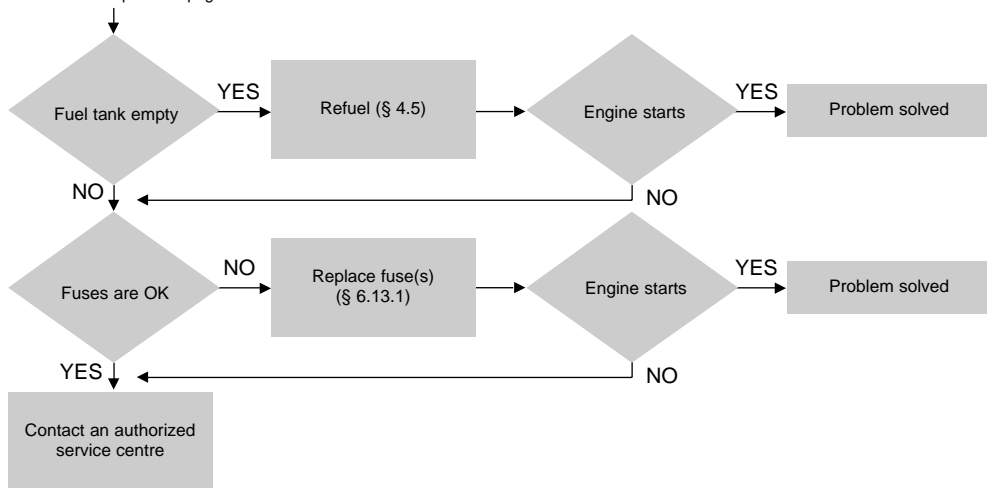 YES
YES
Fuel tank empty
Refuel (§ 4.5)
Engine starts
Problem solved
NO
NO
NO
YES
Fuses are OK
Replace fuse(s)
(§ 6.13.1)
Engine starts
Problem solved
YES
NO
Contact an authorized
service centre